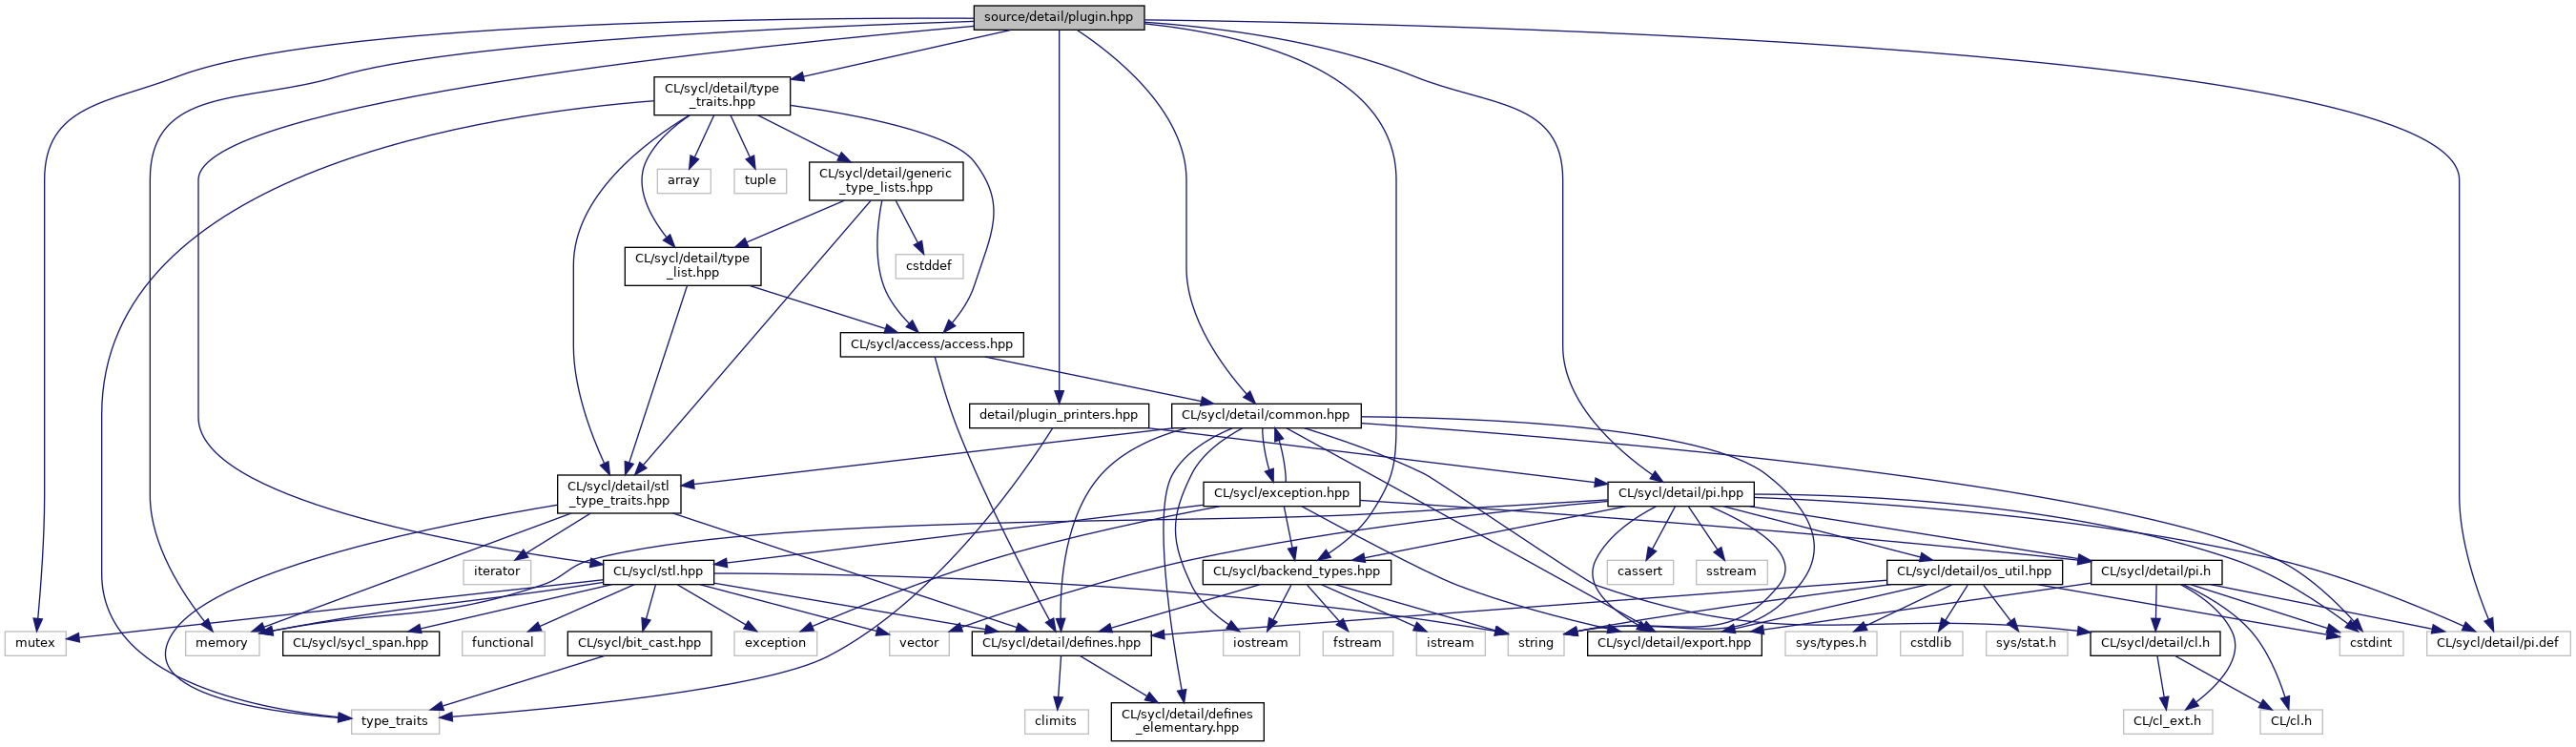 source/detail/plugin.hpp
CL/sycl/detail/type
_traits.hpp
array
tuple
CL/sycl/detail/generic
_type_lists.hpp
CL/sycl/detail/type
_list.hpp
cstddef
CL/sycl/access/access.hpp
detail/plugin_printers.hpp
CL/sycl/detail/common.hpp
CL/sycl/detail/stl
_type_traits.hpp
CL/sycl/exception.hpp
CL/sycl/detail/pi.hpp
iterator
CL/sycl/stl.hpp
CL/sycl/backend_types.hpp
cassert
sstream
CL/sycl/detail/os_util.hpp
CL/sycl/detail/pi.h
mutex
memory
CL/sycl/sycl_span.hpp
functional
CL/sycl/bit_cast.hpp
exception
vector
CL/sycl/detail/defines.hpp
iostream
fstream
istream
string
CL/sycl/detail/export.hpp
sys/types.h
cstdlib
sys/stat.h
CL/sycl/detail/cl.h
cstdint
CL/sycl/detail/pi.def
type_traits
climits
CL/sycl/detail/defines
_elementary.hpp
CL/cl_ext.h
CL/cl.h